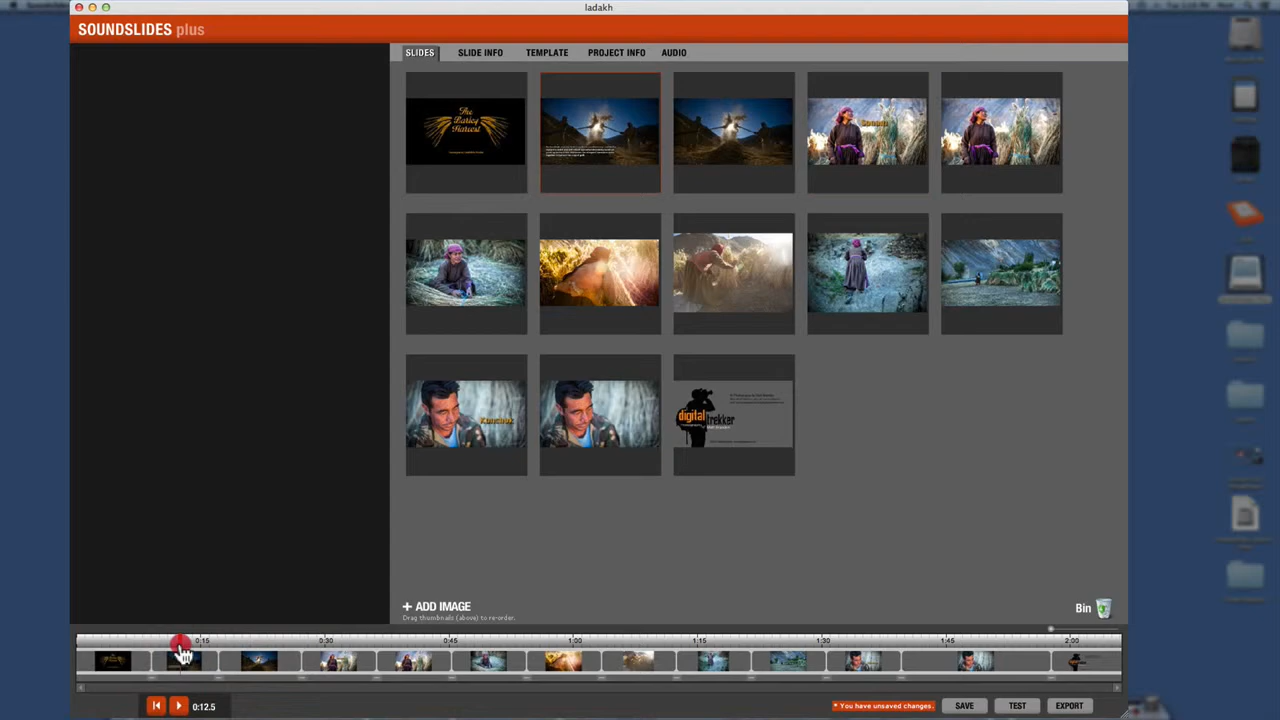 ladakh
SOUNDSLIDES plus
SLIDES SLIDE INFO TEMPLATE PROJECT INFO AUDIO
The
Barley
Harvest
Sonam
Konchok
digital trekker
+ ADD IMAGE
Drag thumbnails (above) to re-order.
Bin
0:15 0:30 0:45 1:00 1:15 1:30 1:45 2:00
0:12.5
* You have unsaved changes.
SAVE TEST EXPORT